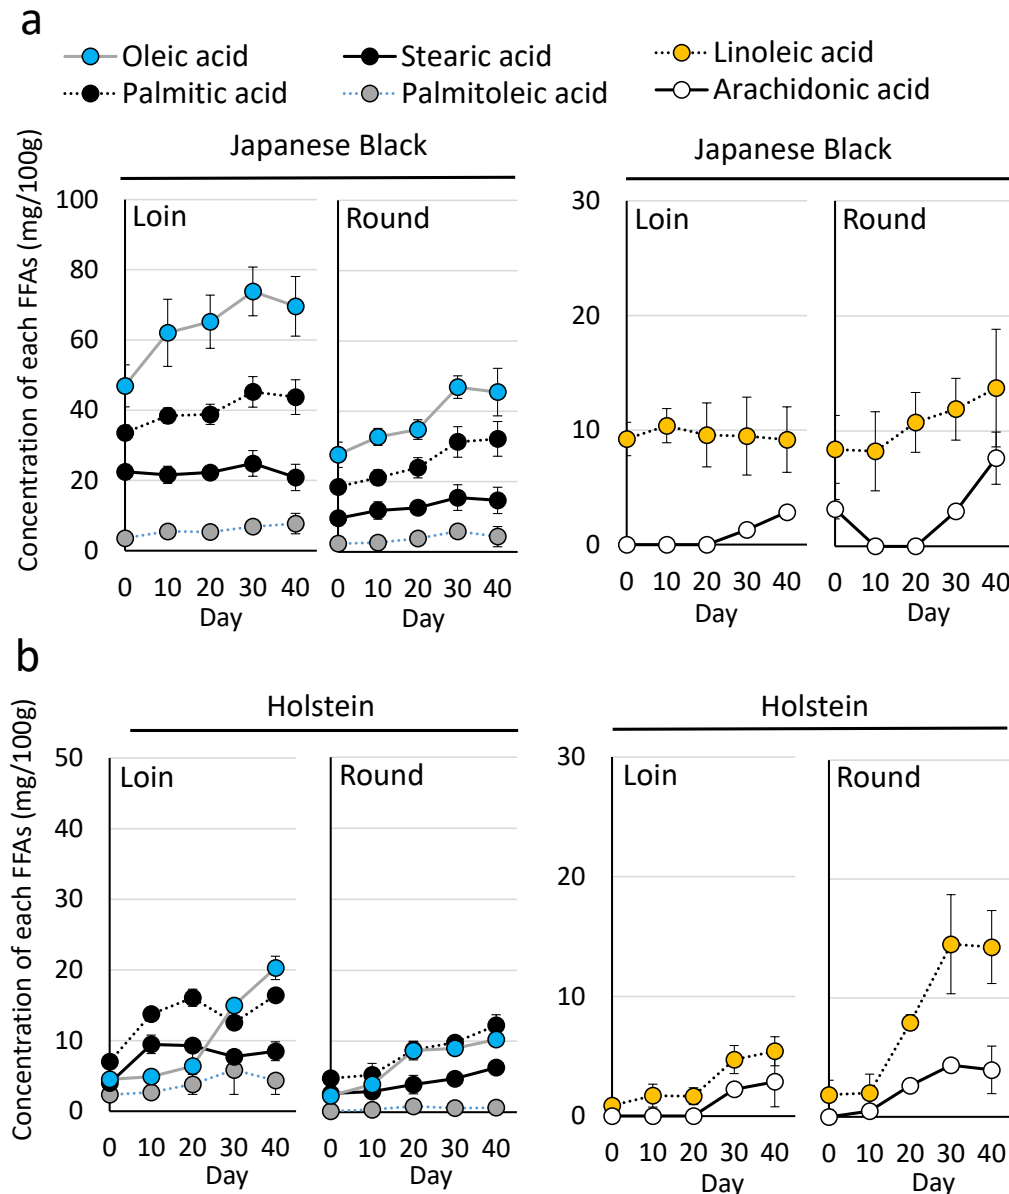 a
Oleic acid
Stearic acid
Linoleic acid
Palmitic acid
Palmitoleic acid
Arachidonic acid
Concentration of each FFAs (mg/100g)
Japanese Black
Japanese Black
100
80
60
40
20
0
Loin
Round
0 10 20 30 40
0 10 20 30 40
Day
Day
30
20
10
0
Loin
Round
0 10 20 30 40
0 10 20 30 40
Day
Day
b
Concentration of each FFAs (mg/100g)
Holstein
Holstein
50
40
30
20
10
0
Loin
Round
0 10 20 30 40
0 10 20 30 40
Day
Day
30
20
10
0
Loin
Round
0 10 20 30 40
0 10 20 30 40
Day
Day